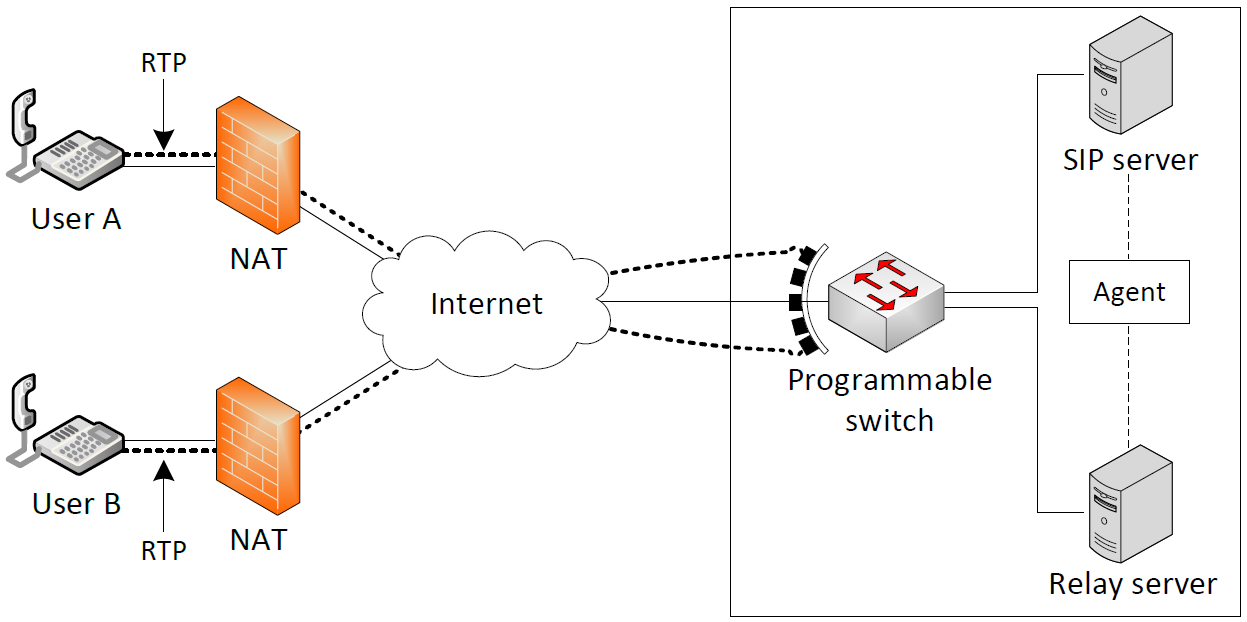 RTP
User A
NAT
Internet
User B
NAT
RTP
Programmable
switch
SIP server
Agent
Relay server